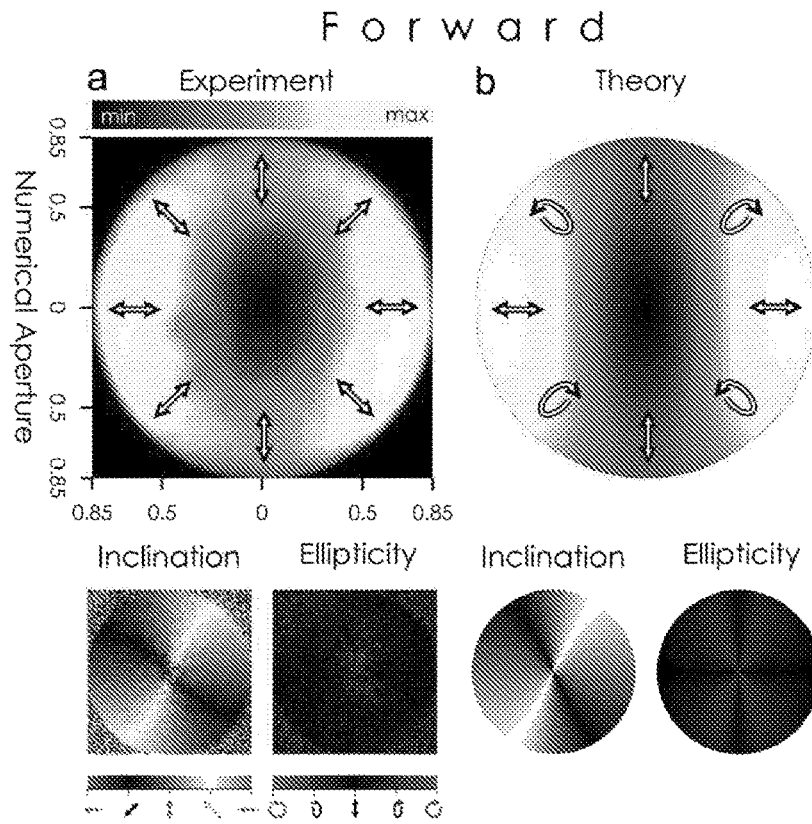 Forward
a Experiment
b Theory
min max
Numerical Aperture
0.85
0.5
0
0.5
0.85
0.85 0.5 0 0.5 0.85
Inclination Ellipticity
Inclination Ellipticity